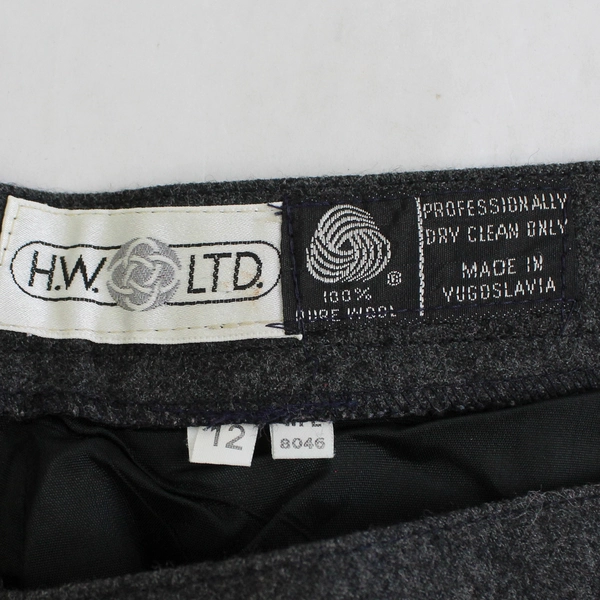 H.W. LTD.
®
100%
PURE WOOL
PROFESSIONALLY
DRY CLEAN ONLY
MADE IN
YUGOSLAVIA
12
8046